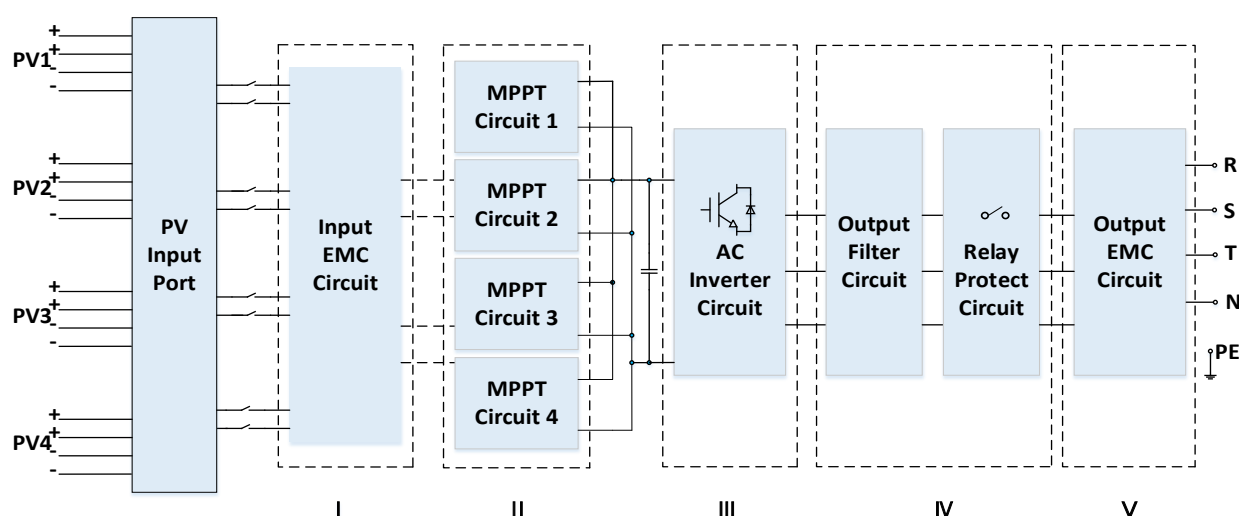 +
PV1
+
-
-
+
PV2
+
-
-
+
PV3
+
-
-
+
PV4
+
-
-
PV
Input
Port
Input
EMC
Circuit
MPPT
Circuit 1
MPPT
Circuit 2
MPPT
Circuit 3
MPPT
Circuit 4
AC
Inverter
Circuit
Output
Filter
Circuit
Relay
Protect
Circuit
Output
EMC
Circuit
R
S
T
N
PE
I
II
III
IV
V